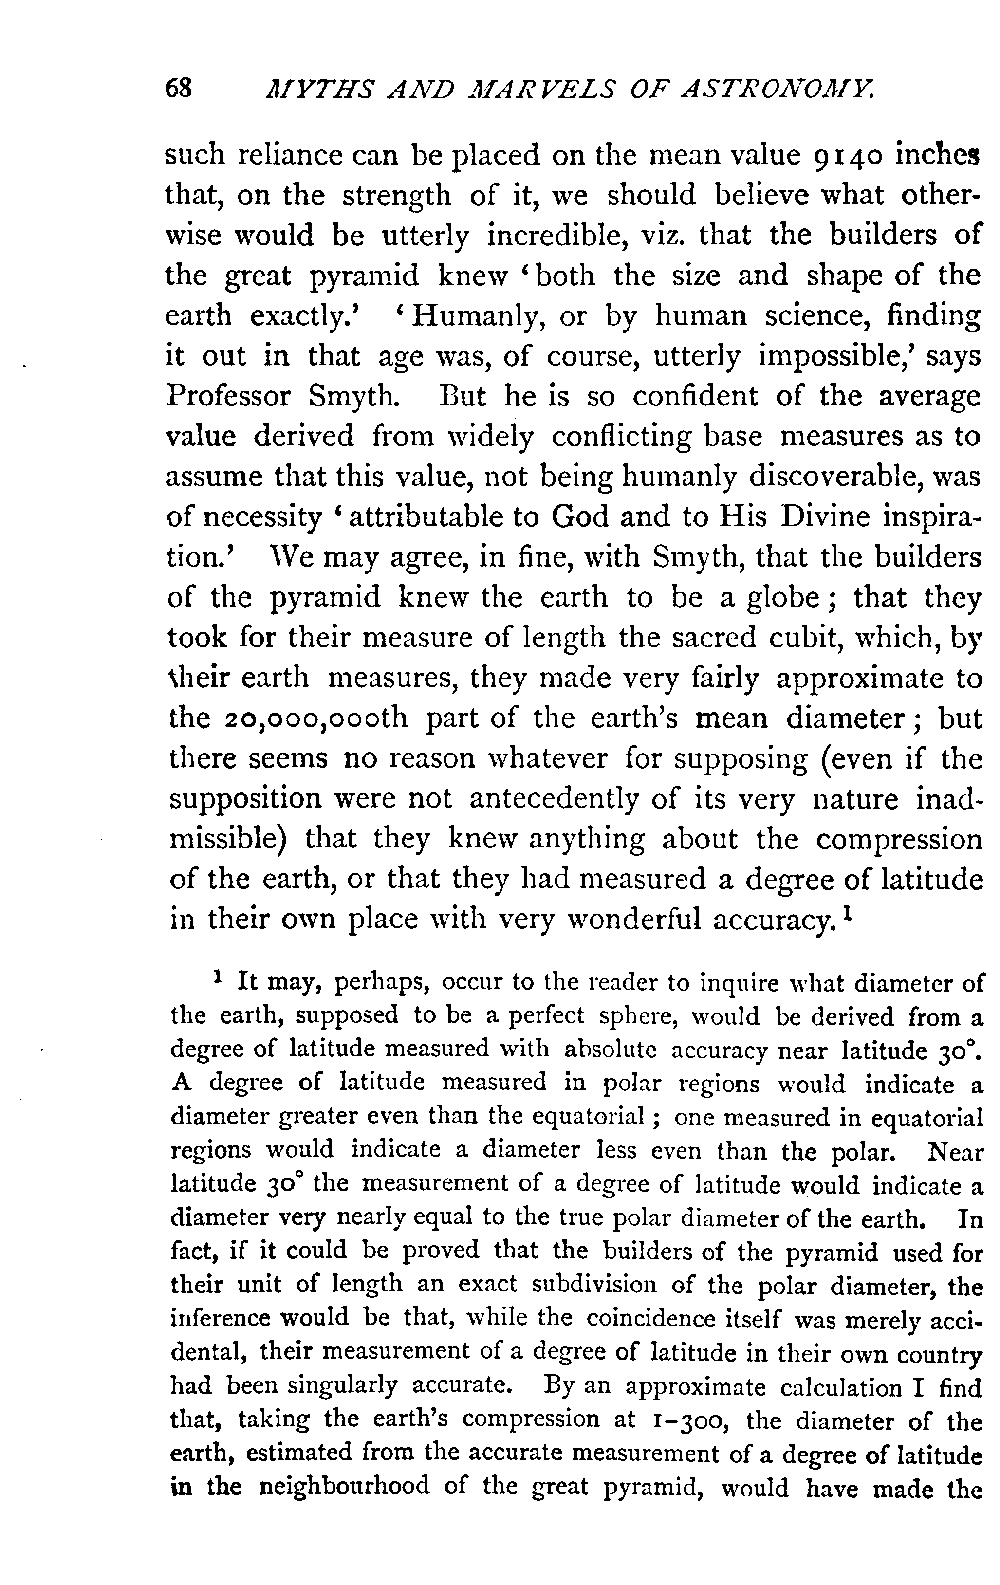 68 MYTHS AND MARVELS OF ASTRONOMY.
such reliance can be placed on the mean value 9140 inches
that, on the strength of it, we should believe what other-
wise would be utterly incredible, viz. that the builders of
the great pyramid knew ‘both the size and shape of the
earth exactly.’ ‘Humanly, or by human science, finding
it out in that age was, of course, utterly impossible,’ says
Professor Smyth. But he is so confident of the average
value derived from widely conflicting base measures as to
assume that this value, not being humanly discoverable, was
of necessity ‘attributable to God and to His Divine inspira-
tion.’ We may agree, in fine, with Smyth, that the builders
of the pyramid knew the earth to be a globe; that they
took for their measure of length the sacred cubit, which, by
their earth measures, they made very fairly approximate to
the 20,000,000th part of the earth’s mean diameter; but
there seems no reason whatever for supposing (even if the
supposition were not antecedently of its very nature inad-
missible) that they knew anything about the compression
of the earth, or that they had measured a degree of latitude
in their own place with very wonderful accuracy.¹
¹ It may, perhaps, occur to the reader to inquire what diameter of
the earth, supposed to be a perfect sphere, would be derived from a
degree of latitude measured with absolute accuracy near latitude 30°.
A degree of latitude measured in polar regions would indicate a
diameter greater even than the equatorial; one measured in equatorial
regions would indicate a diameter less even than the polar. Near
latitude 30° the measurement of a degree of latitude would indicate a
diameter very nearly equal to the true polar diameter of the earth. In
fact, if it could be proved that the builders of the pyramid used for
their unit of length an exact subdivision of the polar diameter, the
inference would be that, while the coincidence itself was merely acci-
dental, their measurement of a degree of latitude in their own country
had been singularly accurate. By an approximate calculation I find
that, taking the earth’s compression at 1-300, the diameter of the
earth, estimated from the accurate measurement of a degree of latitude
in the neighbourhood of the great pyramid, would have made the